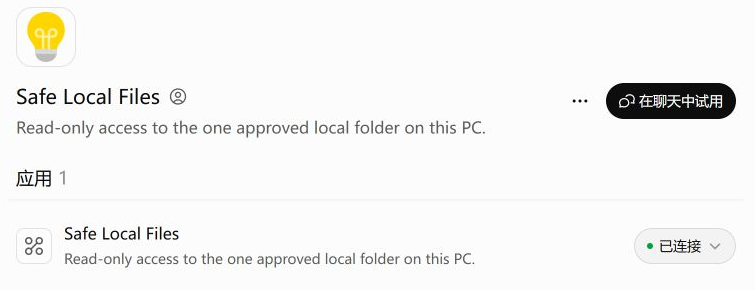 Safe Local Files
在聊天中试用
Read-only access to the one approved local folder on this PC.
应用 1
Safe Local Files
Read-only access to the one approved local folder on this PC.
已连接